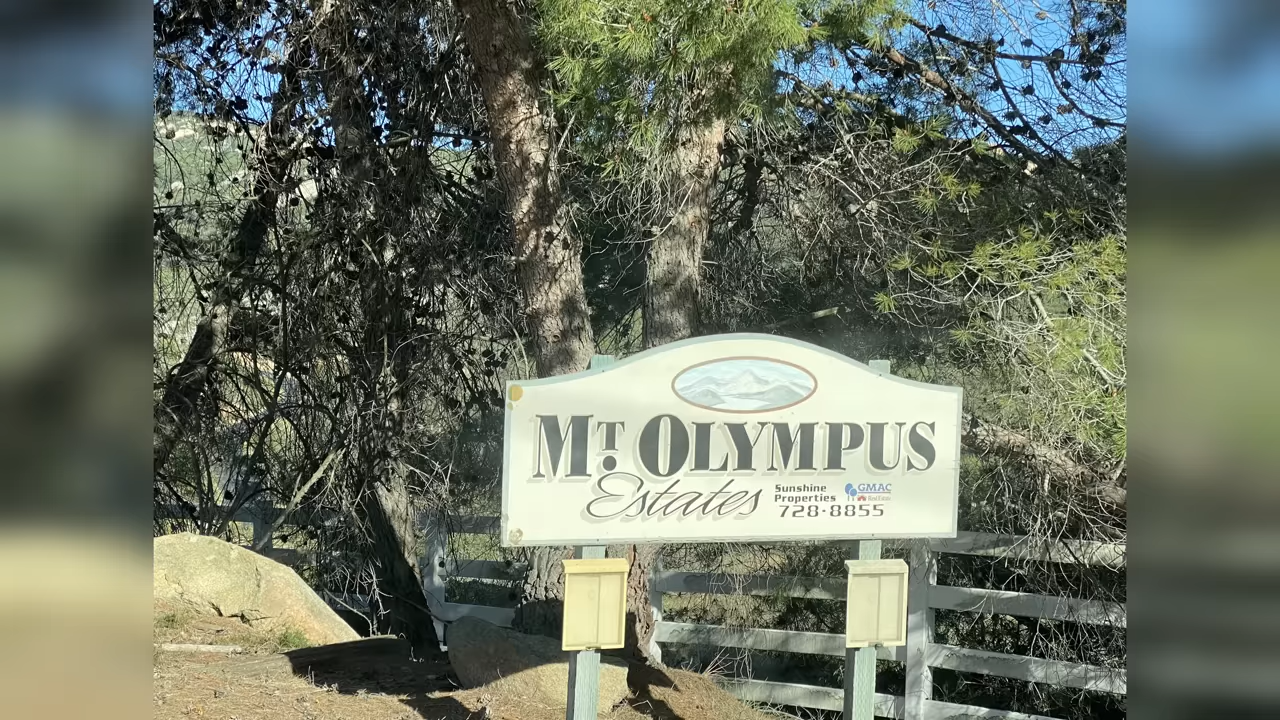 Mt. Olympus
Estates
Sunshine
Properties
GMAC
Real Estate
728-8855